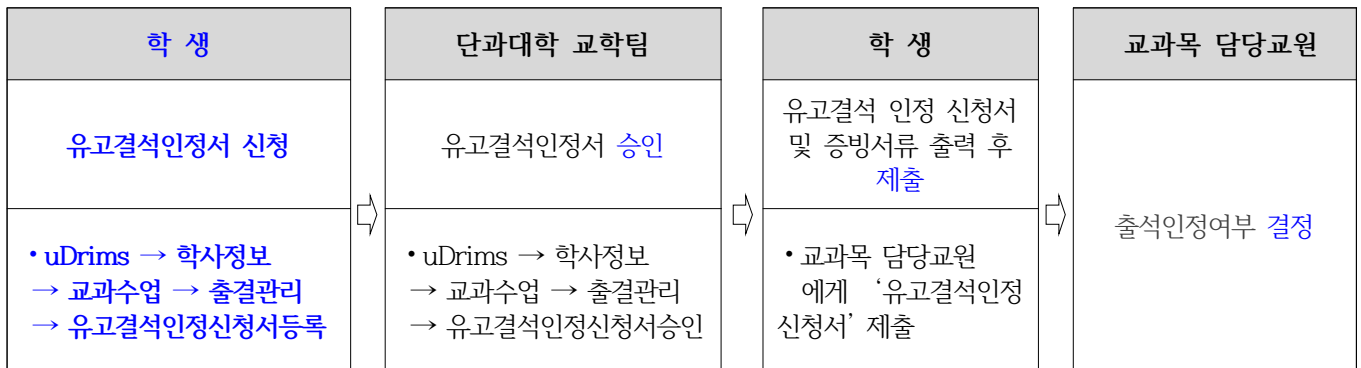 학 생
유고결석인정서 신청
• uDrims → 학사정보
→ 교과수업 → 출결관리
→ 유고결석인정신청서등록
단과대학 교학팀
유고결석인정서 승인
• uDrims → 학사정보
→ 교과수업 → 출결관리
→ 유고결석인정신청서승인
학 생
유고결석 인정 신청서
및 증빙서류 출력 후
제출
• 교과목 담당교원
에게 ‘유고결석인정
신청서’ 제출
교과목 담당교원
출석인정여부 결정